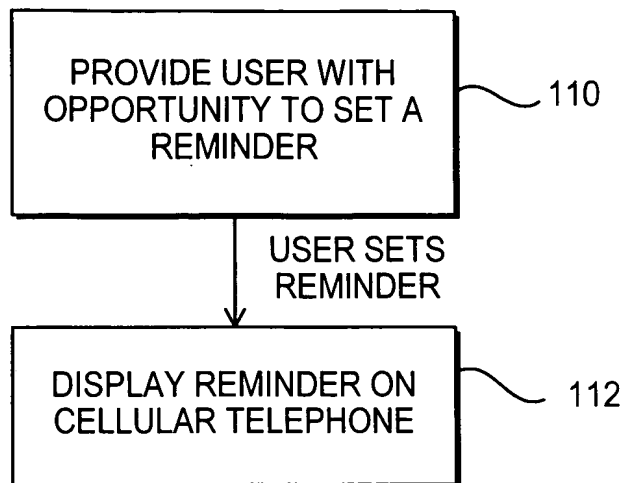 PROVIDE USER WITH
OPPORTUNITY TO SET A
REMINDER
110
USER SETS
REMINDER
DISPLAY REMINDER ON
CELLULAR TELEPHONE
112